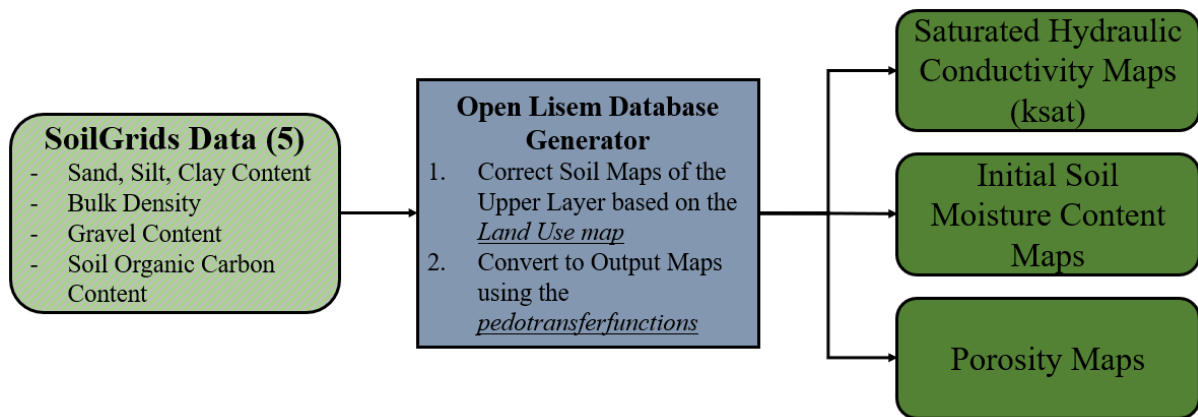 SoilGrids Data (5)
- Sand, Silt, Clay Content
- Bulk Density
- Gravel Content
- Soil Organic Carbon
Content
Open Lisem Database
Generator
1. Correct Soil Maps of the
Upper Layer based on the
Land Use map
2. Convert to Output Maps
using the
pedotransferfunctions
Saturated Hydraulic
Conductivity Maps
(ksat)
Initial Soil
Moisture Content
Maps
Porosity Maps